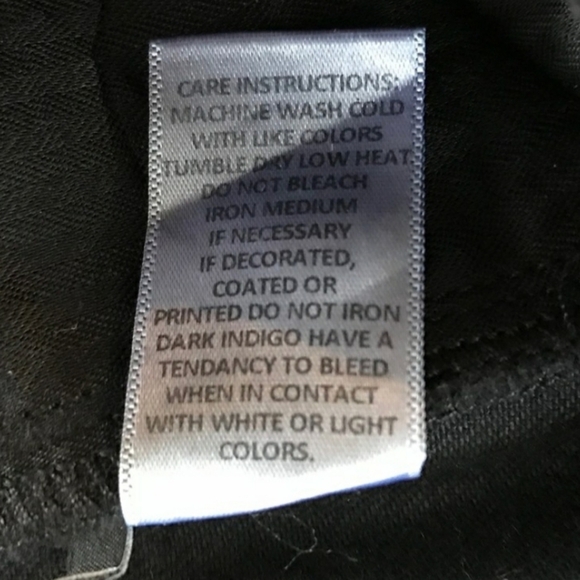 CARE INSTRUCTIONS:
MACHINE WASH COLD
WITH LIKE COLORS
TUMBLE DRY LOW HEAT
DO NOT BLEACH
IRON MEDIUM
IF NECESSARY
IF DECORATED,
COATED OR
PRINTED DO NOT IRON
DARK INDIGO HAVE A
TENDANCY TO BLEED
WHEN IN CONTACT
WITH WHITE OR LIGHT
COLORS.